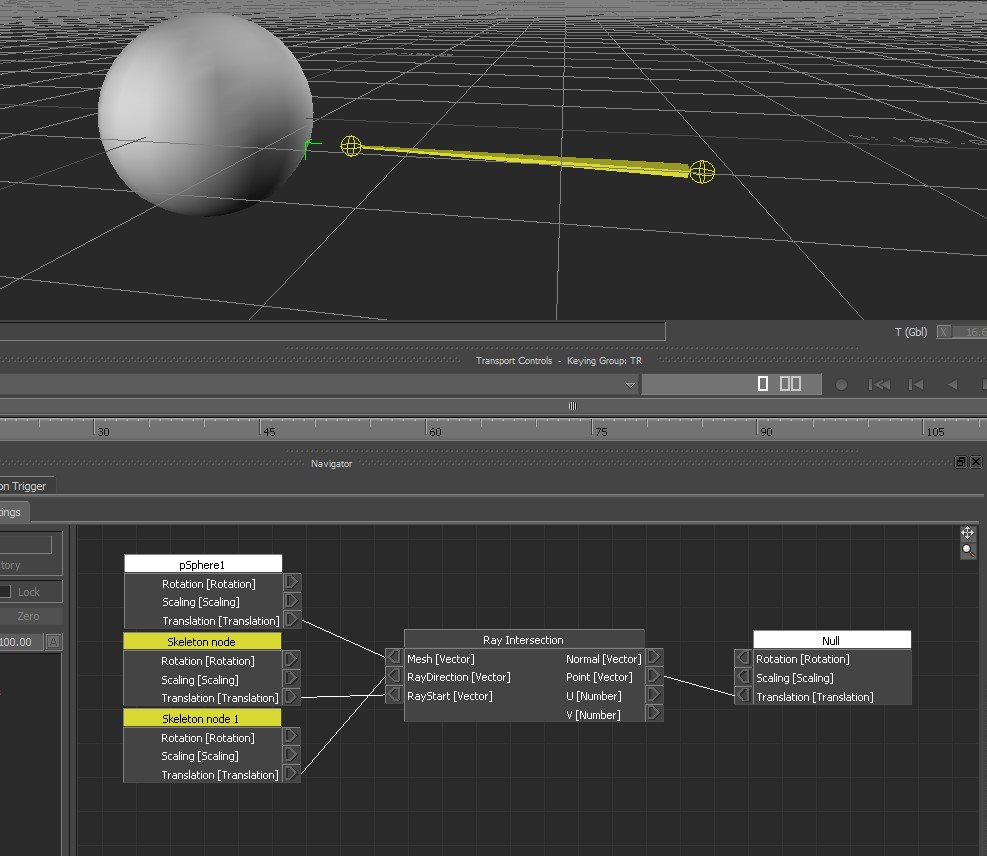 T (Gbl) X 16.6
Transport Controls - Keying Group: TR
30 45 60 75 90 105
Navigator
on Trigger
ings
tory
Lock
Zero
100.00 A
pSphere1
Rotation [Rotation]
Scaling [Scaling]
Translation [Translation]
Skeleton node
Rotation [Rotation]
Scaling [Scaling]
Translation [Translation]
Skeleton node 1
Rotation [Rotation]
Scaling [Scaling]
Translation [Translation]
Ray Intersection
Mesh [Vector] Normal [Vector]
RayDirection [Vector] Point [Vector]
RayStart [Vector] U [Number]
V [Number]
Null
Rotation [Rotation]
Scaling [Scaling]
Translation [Translation]